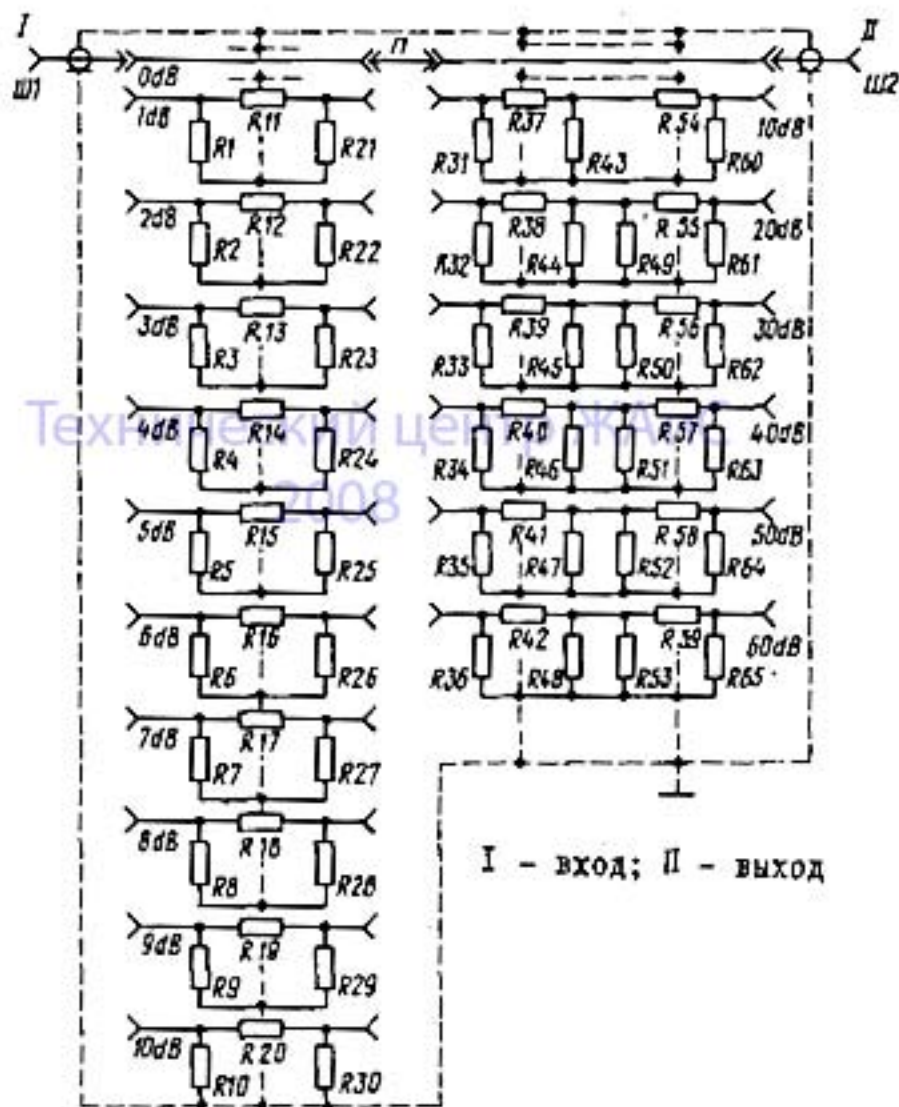 I II
П
Ш1 Ш2
0dB
1dB R11 R37 R54 10dB
R1 R21 R31 R43 R60
2dB R12 R38 R55 20dB
R2 R22 R32 R44 R49 R61
3dB R13 R39 R56 30dB
R3 R23 R33 R45 R50 R62
Технический центр ЖАИС
4dB R14 R40 R57 40dB
R4 R24 R34 R46 R51 R63
2008
5dB R15 R41 R58 50dB
R5 R25 R35 R47 R52 R64
6dB R16 R42 R59 60dB
R6 R26 R36 R48 R53 R65
7dB R17
R7 R27
8dB R18
R8 R28
I - вход; II - выход
9dB R19
R9 R29
10dB R20
R10 R30